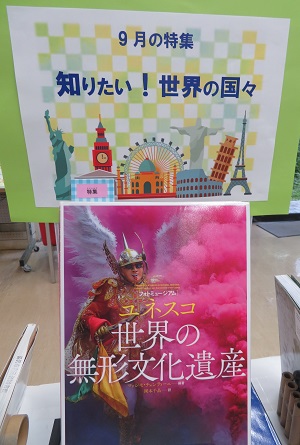 9月の特集
知りたい！世界の国々
特集
フォトミュージアム
ユネスコ
世界の
無形文化遺産